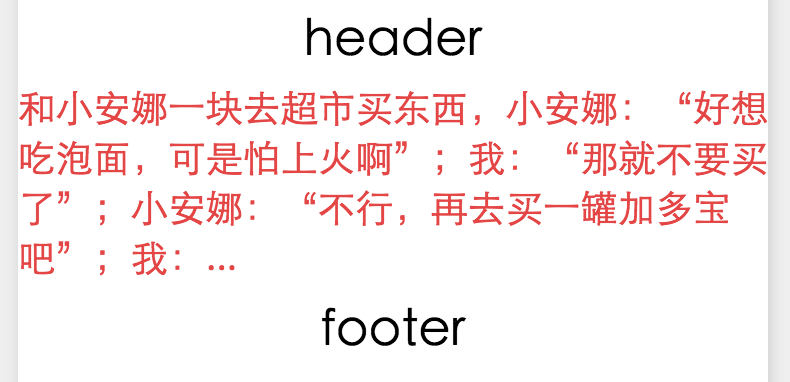 header
和小安娜一块去超市买东西，小安娜：“好想
吃泡面，可是怕上火啊”；我：“那就不要买
了”；小安娜：“不行，再去买一罐加多宝
吧”；我：...
footer